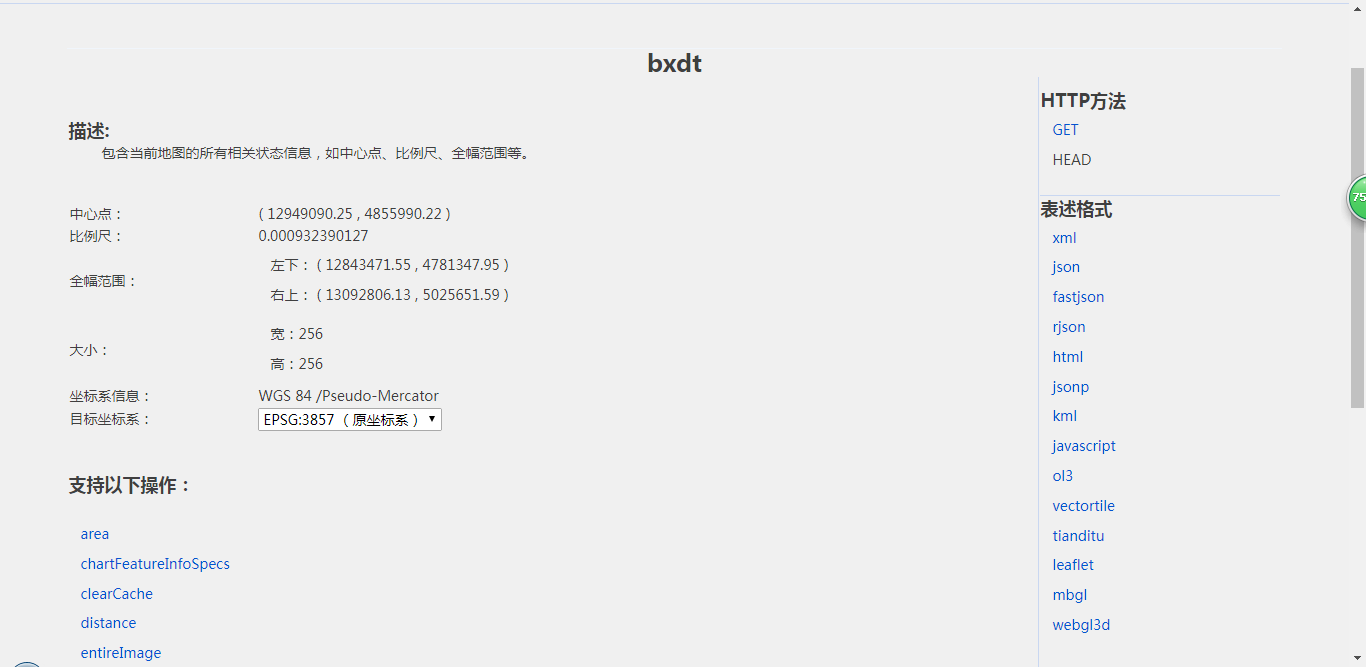 bxdt
描述:
包含当前地图的所有相关状态信息，如中心点、比例尺、全幅范围等。
中心点： ( 12949090.25 , 4855990.22 )
比例尺： 0.000932390127
全幅范围：
左下： ( 12843471.55 , 4781347.95 )
右上： ( 13092806.13 , 5025651.59 )
大小：
宽：256
高：256
坐标系信息： WGS 84 /Pseudo-Mercator
目标坐标系： EPSG:3857 （ 原坐标系 ）
支持以下操作：
area
chartFeatureInfoSpecs
clearCache
distance
entireImage
HTTP方法
GET
HEAD
表述格式
xml
json
fastjson
rjson
html
jsonp
kml
javascript
ol3
vectortile
tianditu
leaflet
mbgl
webgl3d
75